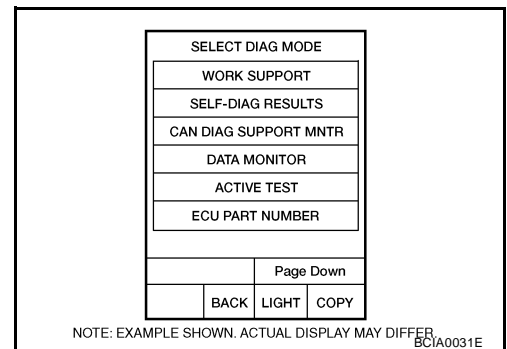 SELECT DIAG MODE
WORK SUPPORT
SELF-DIAG RESULTS
CAN DIAG SUPPORT MNTR
DATA MONITOR
ACTIVE TEST
ECU PART NUMBER
Page Down
BACK LIGHT COPY
NOTE: EXAMPLE SHOWN. ACTUAL DISPLAY MAY DIFFER.
BCIA0031E